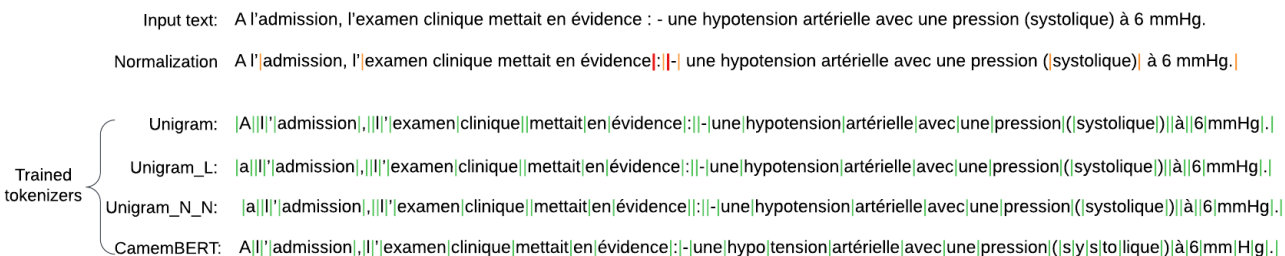 Input text: A l’admission, l’examen clinique mettait en évidence : - une hypotension artérielle avec une pression (systolique) à 6 mmHg.
Normalization A l’|admission, l’|examen clinique mettait en évidence|:||-| une hypotension artérielle avec une pression (|systolique)| à 6 mmHg.|
Unigram: |A||l|’|admission|,||l|’|examen|clinique||mettait|en|évidence|:||-|une|hypotension|artérielle|avec|une|pression|(|systolique|)||à||6|mmHg|.|
Trained tokenizers
Unigram_L: |a||l|’|admission|,||l|’|examen|clinique||mettait|en|évidence|:||-|une|hypotension|artérielle|avec|une|pression|(|systolique|)||à||6|mmHg|.|
Unigram_N_N: |a||l|’|admission|,||l|’|examen|clinique||mettait|en|évidence||:||-|une|hypotension|artérielle|avec|une|pression|(|systolique|)||à||6|mmHg|.|
CamemBERT: A|l|’|admission|,|l|’|examen|clinique|mettait|en|évidence|:|-|une|hypo|tension|artérielle|avec|une|pression|(|s|y|s|to|lique|)|à|6|mm|H|g|.|